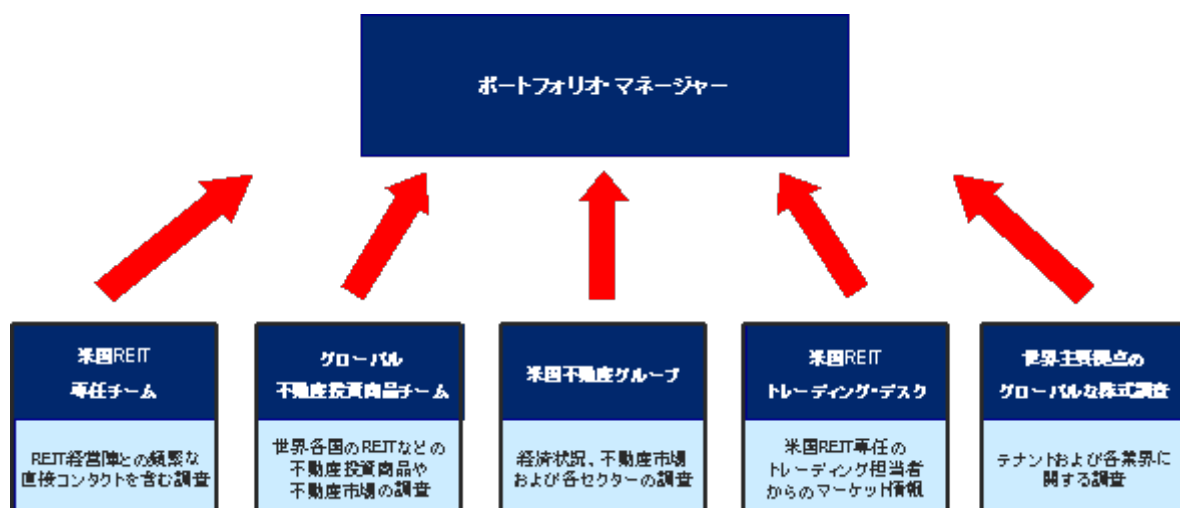 ポートフォリオ・マネージャー
米国REIT
専任チーム
REIT経営陣との頻繁な
直接コンタクトを含む調査
グローバル
不動産投資商品チーム
世界各国のREITなどの
不動産投資商品や
不動産市場の調査
米国不動産グループ
経済状況、不動産市場
および各セクターの調査
米国REIT
トレーディング・デスク
米国REIT専任の
トレーディング担当者
からのマーケット情報
世界主要拠点の
グローバルな株式調査
テナントおよび各業界に
関する調査